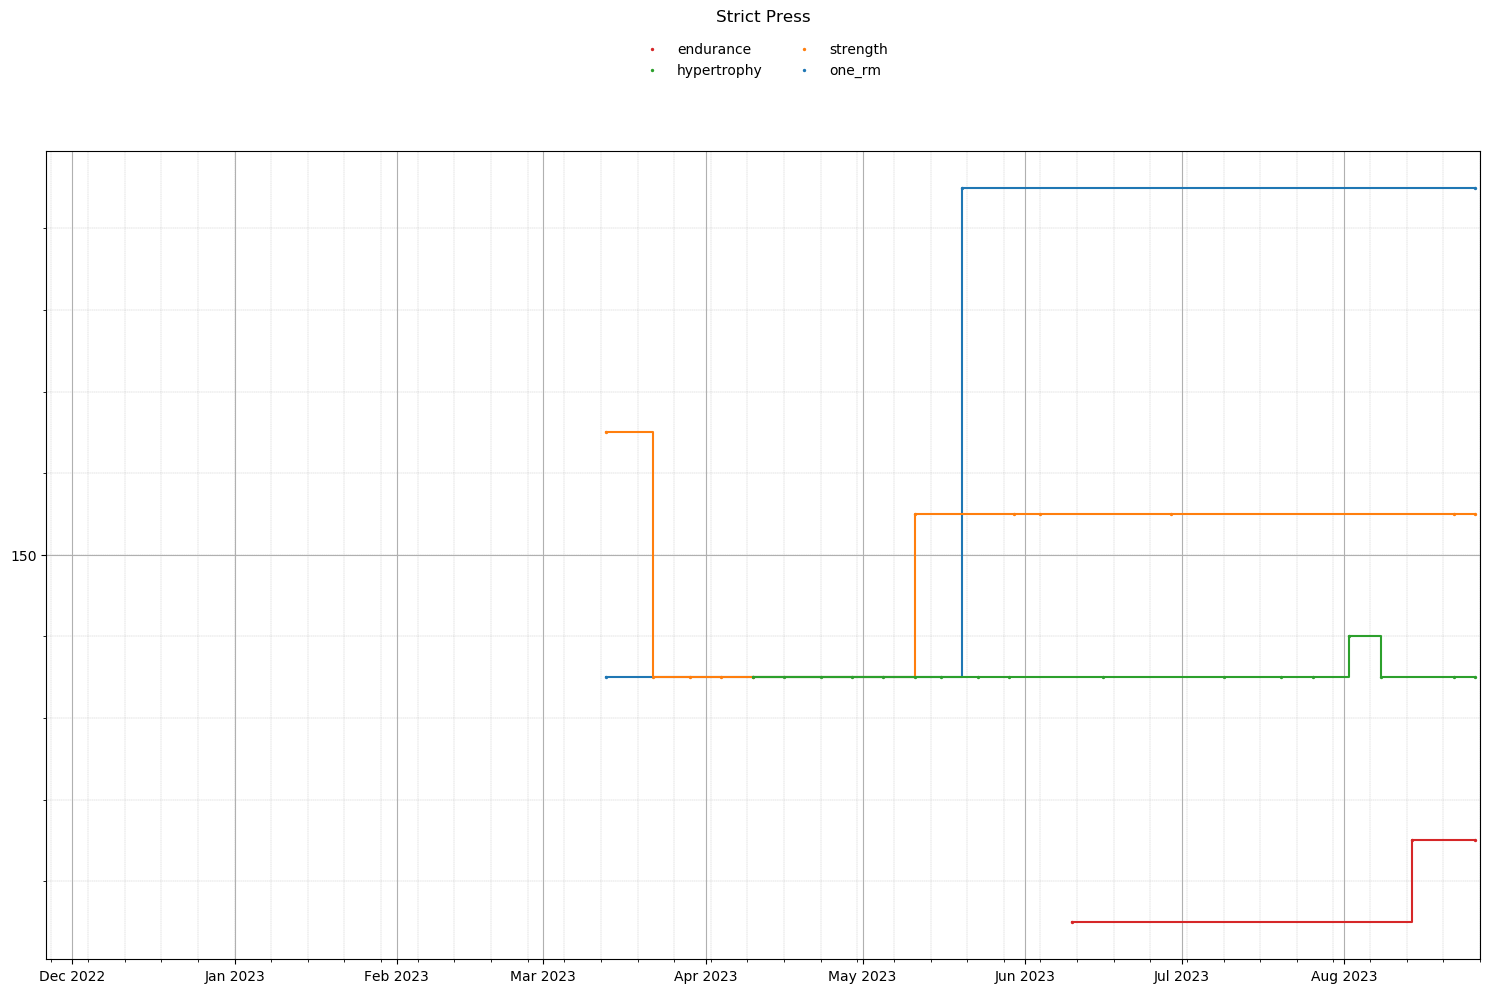 Strict Press
endurance strength
hypertrophy one_rm
150
Dec 2022 Jan 2023 Feb 2023 Mar 2023 Apr 2023 May 2023 Jun 2023 Jul 2023 Aug 2023